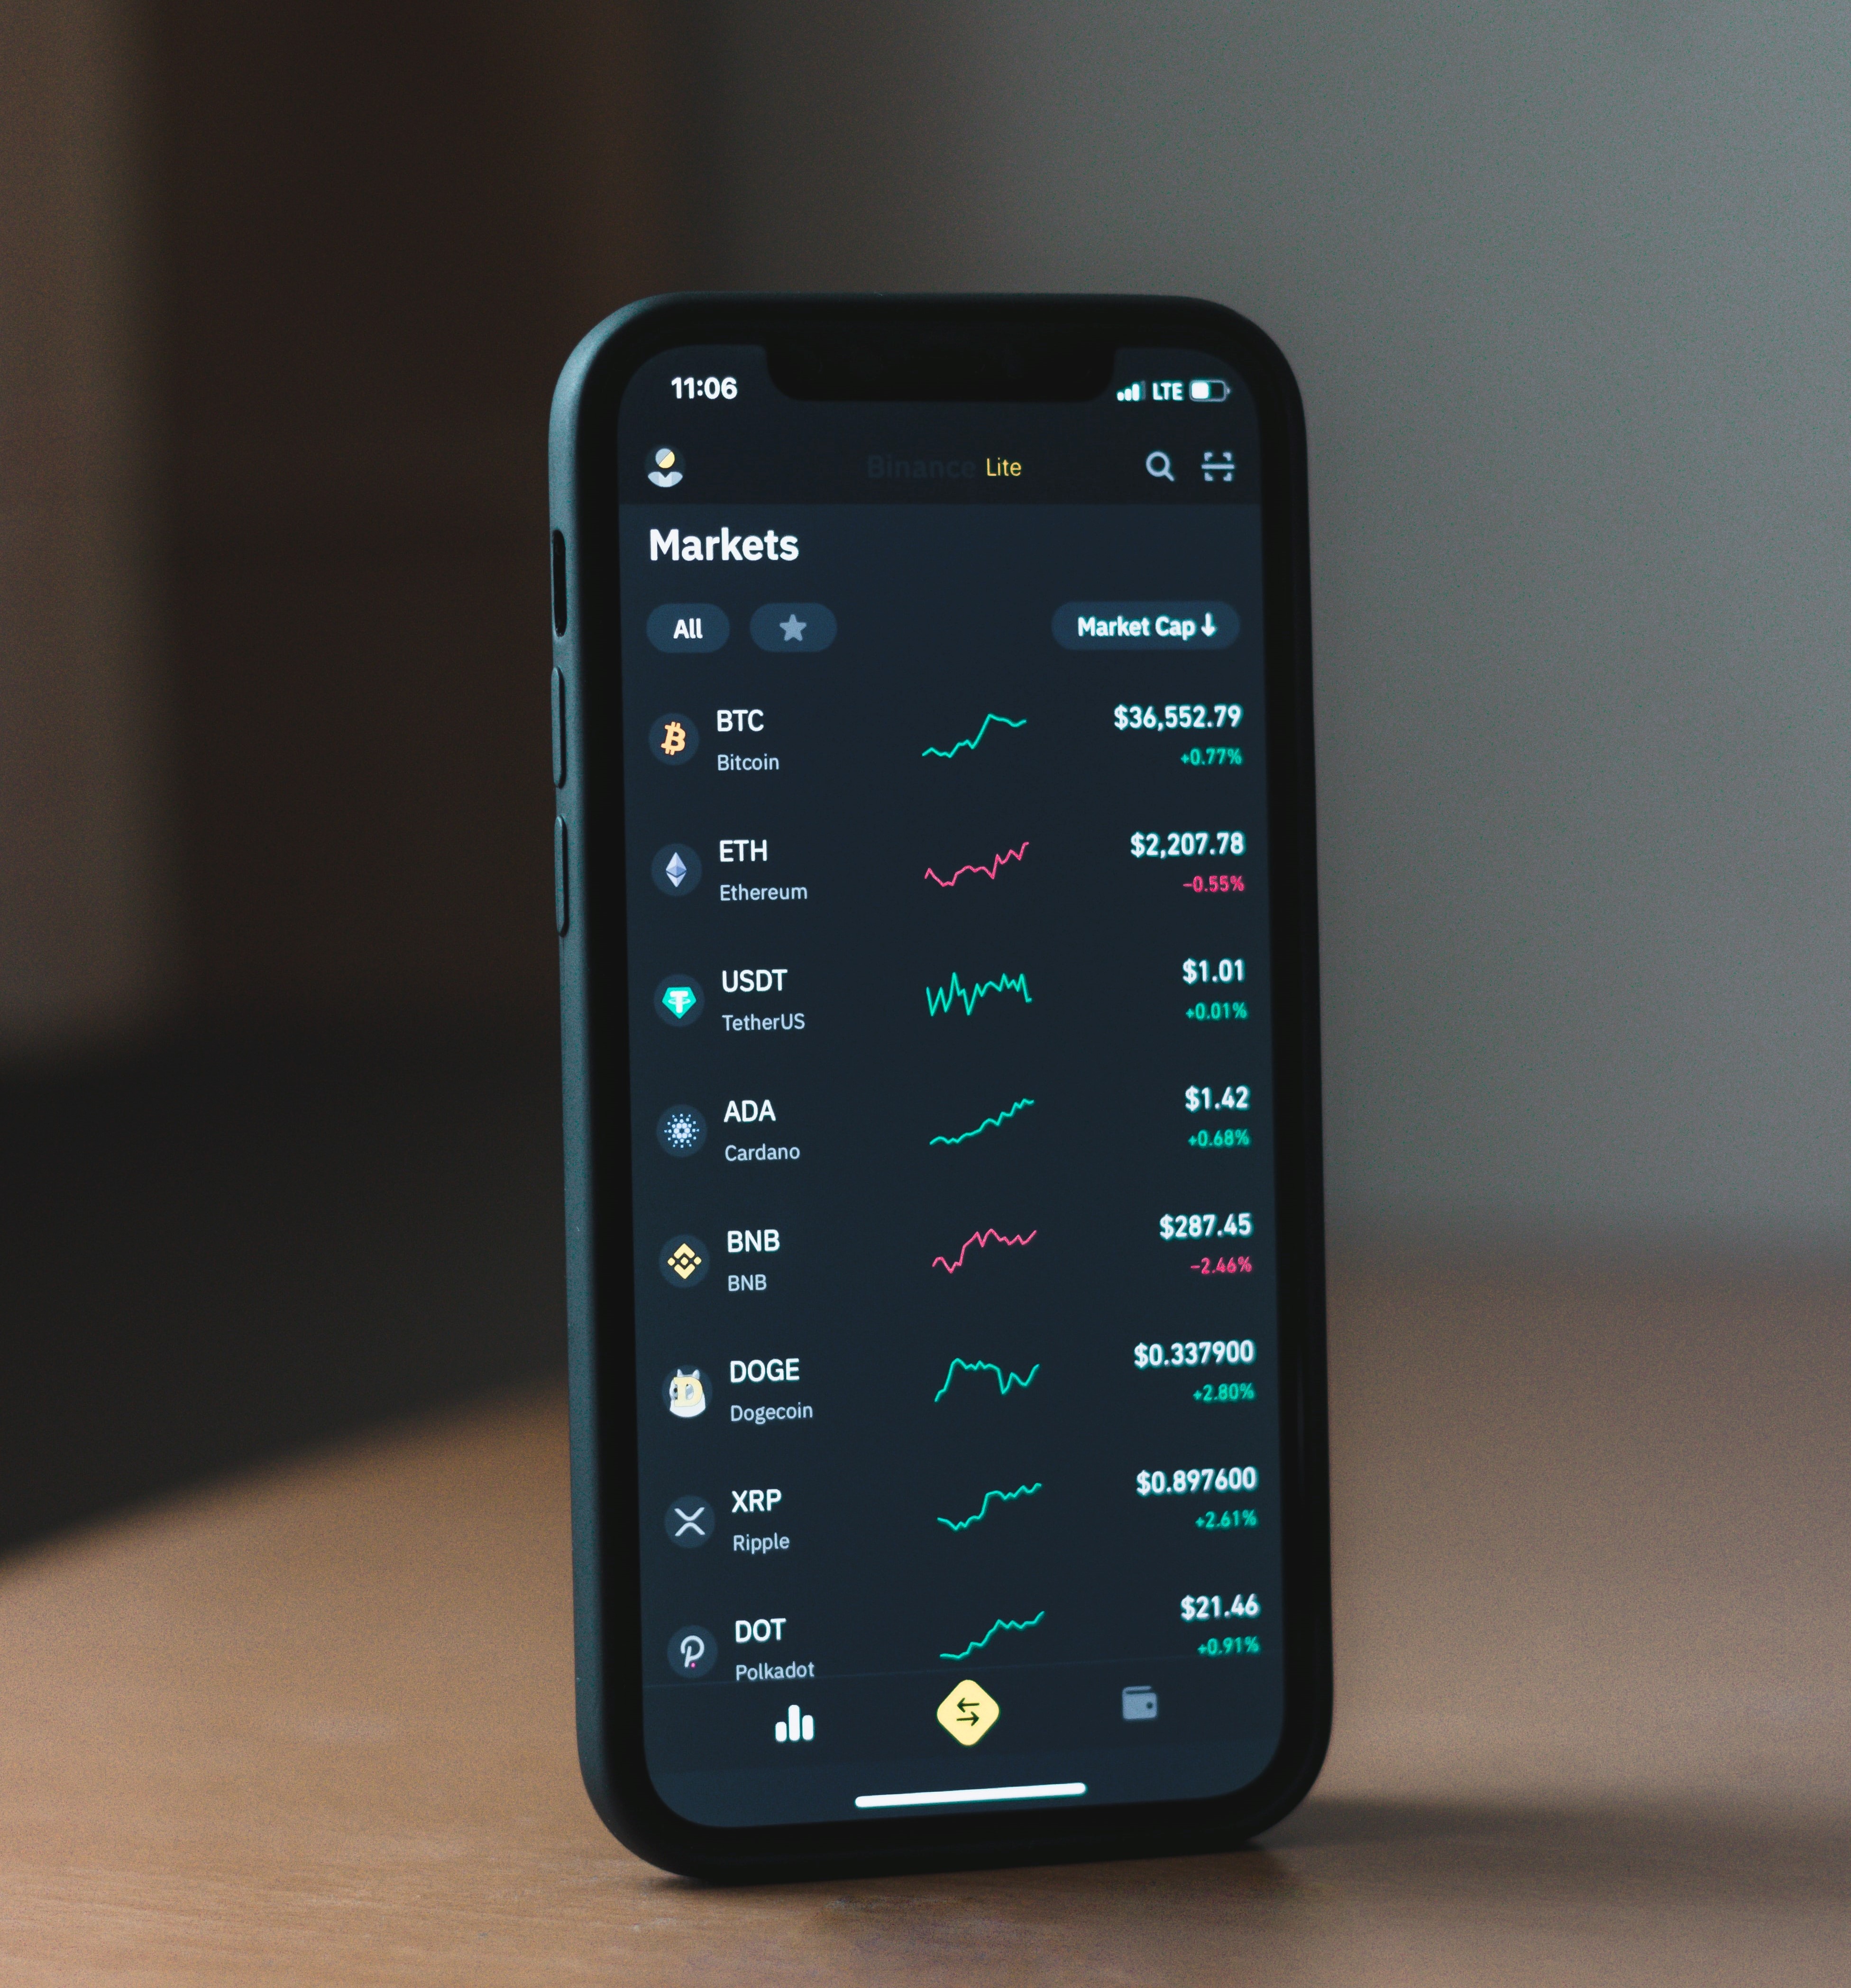 11:06 LTE
Binance Lite
Markets
All Market Cap ↓
BTC $36,552.79
Bitcoin +0.77%
ETH $2,207.78
Ethereum -0.55%
USDT $1.01
TetherUS +0.01%
ADA $1.42
Cardano +0.68%
BNB $287.45
BNB -2.46%
DOGE $0.337900
Dogecoin +2.80%
XRP $0.897600
Ripple +2.61%
DOT $21.46
Polkadot +0.91%